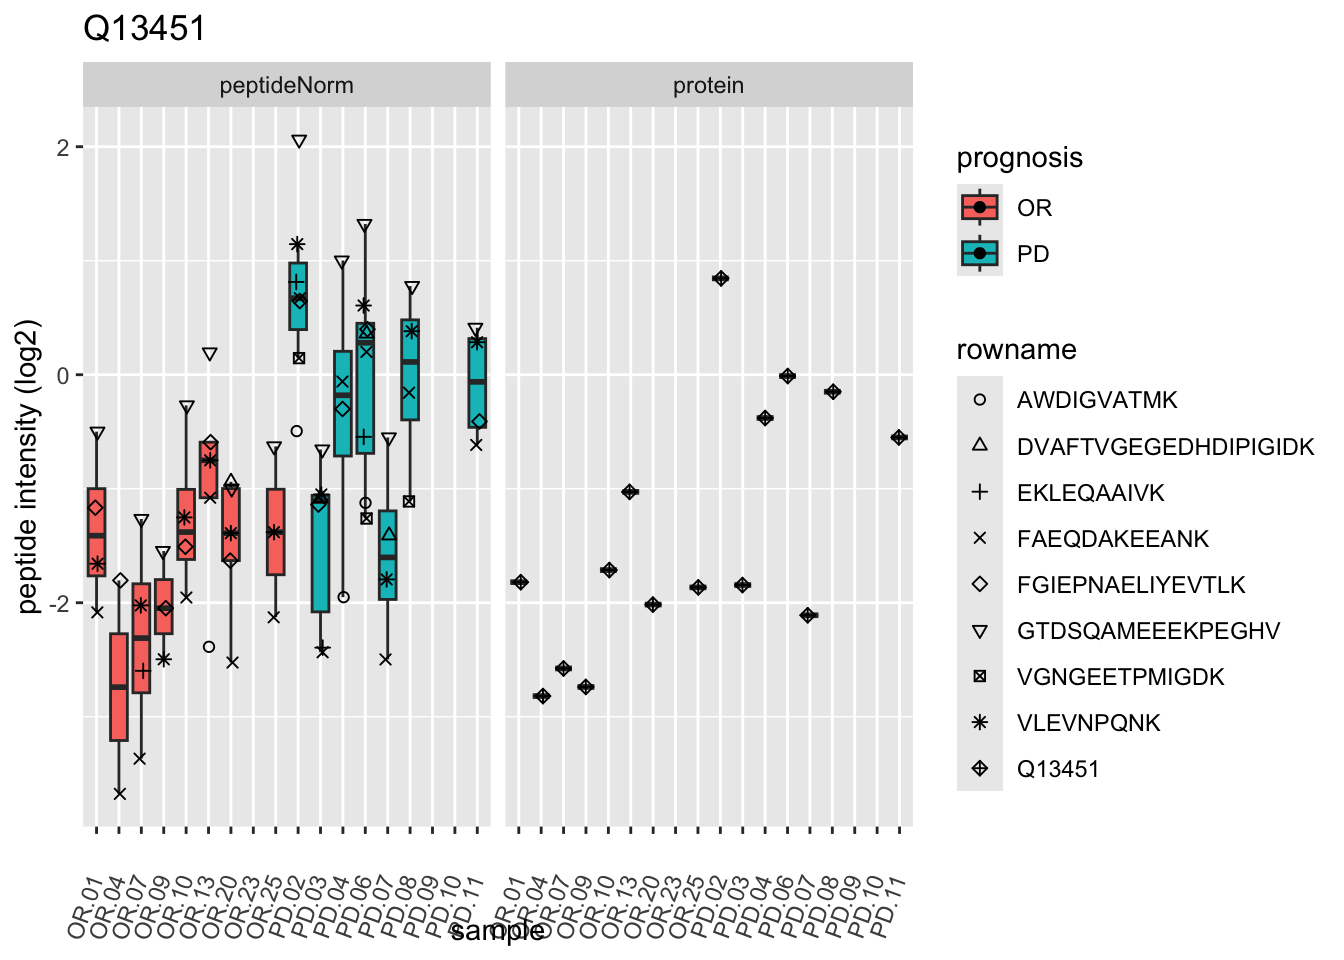 Q13451
peptideNorm
protein
peptide intensity (log2)
2
0
-2
OR.01
OR.04
OR.07
OR.09
OR.10
OR.13
OR.20
OR.23
OR.25
PD.02
PD.03
PD.04
PD.06
PD.07
PD.08
PD.09
PD.10
PD.11
OR.01
OR.04
OR.07
OR.09
OR.10
OR.13
OR.20
OR.23
OR.25
PD.02
PD.03
PD.04
PD.06
PD.07
PD.08
PD.09
PD.10
PD.11
sample
prognosis
OR
PD
rowname
AWDIGVATMK
DVAFTVGEGEDHDIPIGIDK
EKLEQAAIVK
FAEQDAKEEANK
FGIEPNAELIYEVTLK
GTDSQAMEEEKPEGHV
VGNGEETPMIGDK
VLEVNPQNK
Q13451